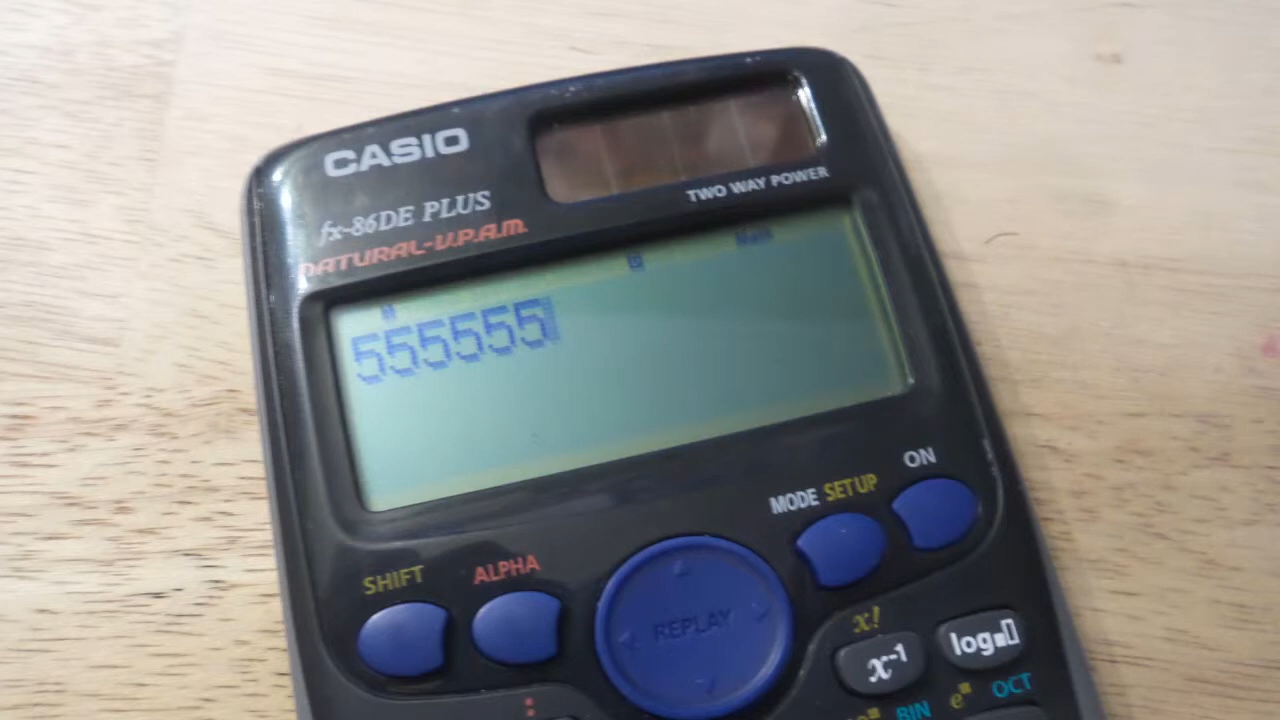 CASIO
fx-86DE PLUS
NATURAL-V.P.A.M.
TWO WAY POWER
D Math
555555
SHIFT ALPHA MODE SETUP ON
REPLAY
x!
x⁻¹ log
BIN e OCT
: